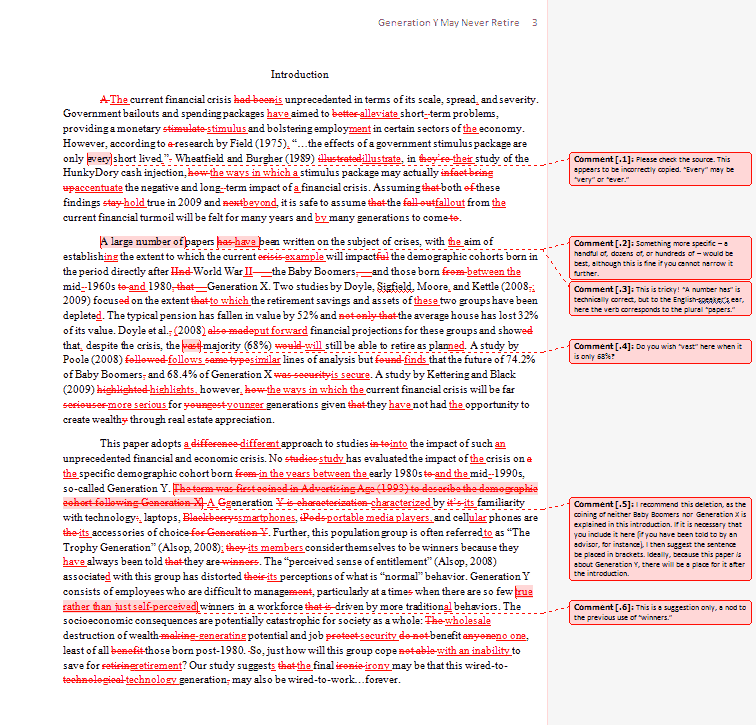 Generation Y May Never Retire 3
Introduction
A The current financial crisis had been is unprecedented in terms of its scale, spread, and severity.
Government bailouts and spending packages have aimed to better alleviate short-term problems,
providing a monetary stimulate stimulus and bolstering employment in certain sectors of the economy.
However, according to a research by Field (1975), “…the effects of a government stimulus package are
only every short lived.”. Wheatfield and Burgher (1989) illustrated illustrate, in they're their study of the
HunkyDory cash injection, how the ways in which a stimulus package may actually infact bring
up accentuate the negative and long-term impact of a financial crisis. Assuming that both of these
findings stay hold true in 2009 and next beyond, it is safe to assume that the fall out fallout from the
current financial turmoil will be felt for many years and by many generations to come to.
A large number of papers has have been written on the subject of crises, with the aim of
establishing the extent to which the current crisis example will impactful the demographic cohorts born in
the period directly after IInd World War II — the Baby Boomers, — and those born from between the
mid-1960s to and 1980, that — Generation X. Two studies by Doyle, Sigfield, Moore, and Kettle (2008,;
2009) focused on the extent that to which the retirement savings and assets of these two groups have been
depleted. The typical pension has fallen in value by 52% and not only that the average house has lost 32%
of its value. Doyle et al., (2008) also made put forward financial projections for these groups and showed
that, despite the crisis, the vast majority (68%) would will still be able to retire as planned. A study by
Poole (2008) followed follows same type similar lines of analysis but found finds that the future of 74.2%
of Baby Boomers, and 68.4% of Generation X was security is secure. A study by Kettering and Black
(2009) highlighted highlights, however, how the ways in which the current financial crisis will be far
seriouser more serious for youngest younger generations given that they have not had the opportunity to
create wealthy through real estate appreciation.
This paper adopts a difference different approach to studies in to into the impact of such an
unprecedented financial and economic crisis. No studies study has evaluated the impact of the crisis on a
the specific demographic cohort born from in the years between the early 1980s to and the mid-1990s,
so-called Generation Y. The term was first coined in Advertising Age (1993) to describe the demographic
cohort following Generation X. A Ggeneration Y is characterization characterized by it's its familiarity
with technology:, laptops, Blackberrys smartphones, iPods portable media players, and cellular phones are
the its accessories of choice for Generation Y. Further, this population group is often referred to as “The
Trophy Generation” (Alsop, 2008); they its members consider themselves to be winners because they
have always been told that they are winners. The “perceived sense of entitlement” (Alsop, 2008)
associated with this group has distorted their its perceptions of what is “normal” behavior. Generation Y
consists of employees who are difficult to management, particularly at times when there are so few true
rather than just self-perceived winners in a workforce that is driven by more traditional behaviors. The
socioeconomic consequences are potentially catastrophic for society as a whole: The wholesale
destruction of wealth making generating potential and job protect security do not benefit anyone no one,
least of all benefit those born post-1980. So, just how will this group cope not able with an inability to
save for retiring retirement? Our study suggests that the final ironic irony may be that this wired-to-
technological technology generation, may also be wired-to-work…forever.
Comment [.1]: Please check the source. This
appears to be incorrectly copied. “Every” may be
“very” or “ever.”
Comment [.2]: Something more specific – a
handful of, dozens of, or hundreds of – would be
best, although this is fine if you cannot narrow it
further.
Comment [.3]: This is tricky! “A number has” is
technically correct, but to the English-speaker's ear,
here the verb corresponds to the plural “papers.”
Comment [.4]: Do you wish “vast” here when it
is only 68%?
Comment [.5]: I recommend this deletion, as the
coining of neither Baby Boomers nor Generation X is
explained in this introduction. If it is necessary that
you include it here (if you have been told to by an
advisor, for instance), I then suggest the sentence
be placed in brackets. Ideally, because this paper is
about Generation Y, there will be a place for it after
the introduction.
Comment [.6]: This is a suggestion only, a nod to
the previous use of “winners.”